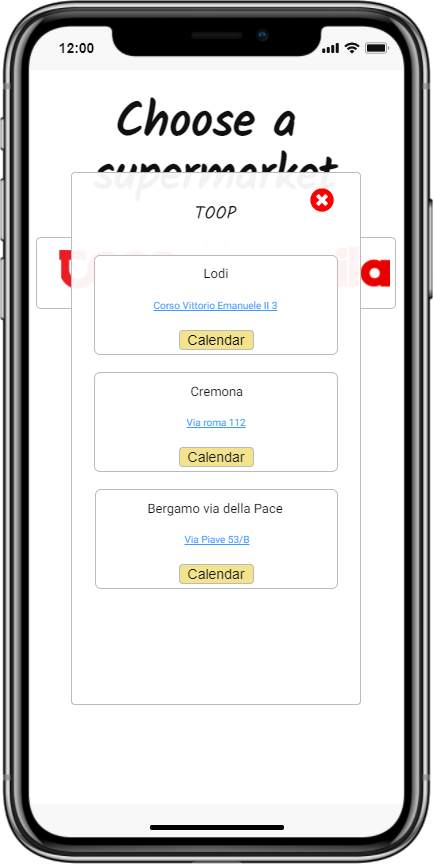 12:00
Choose a
supermarket
TOOP
Lodi
Corso Vittorio Emanuele II 3
Calendar
Cremona
Via roma 112
Calendar
Bergamo via della Pace
Via Piave 53/B
Calendar